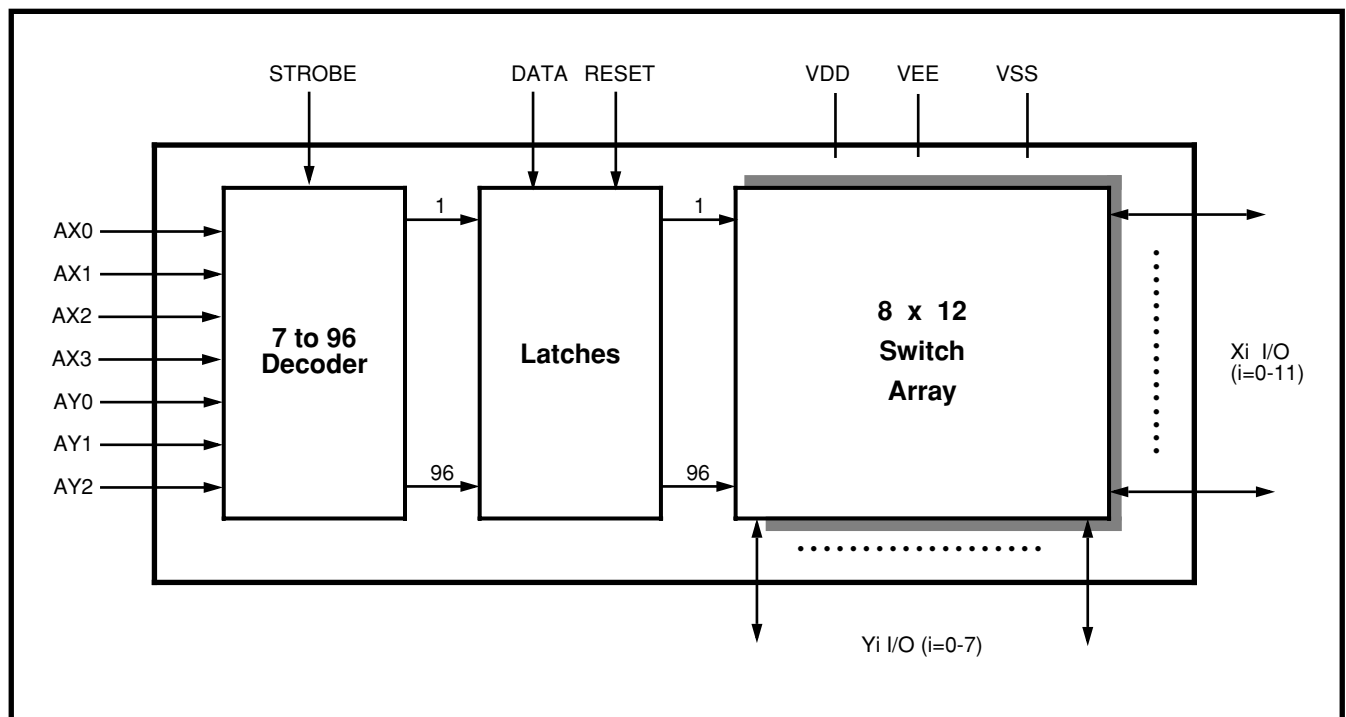 STROBE
DATA
RESET
VDD
VEE
VSS
AX0
AX1
AX2
AX3
AY0
AY1
AY2
7 to 96
Decoder
1
96
Latches
1
96
8 x 12
Switch
Array
Xi I/O
(i=0-11)
Yi I/O (i=0-7)